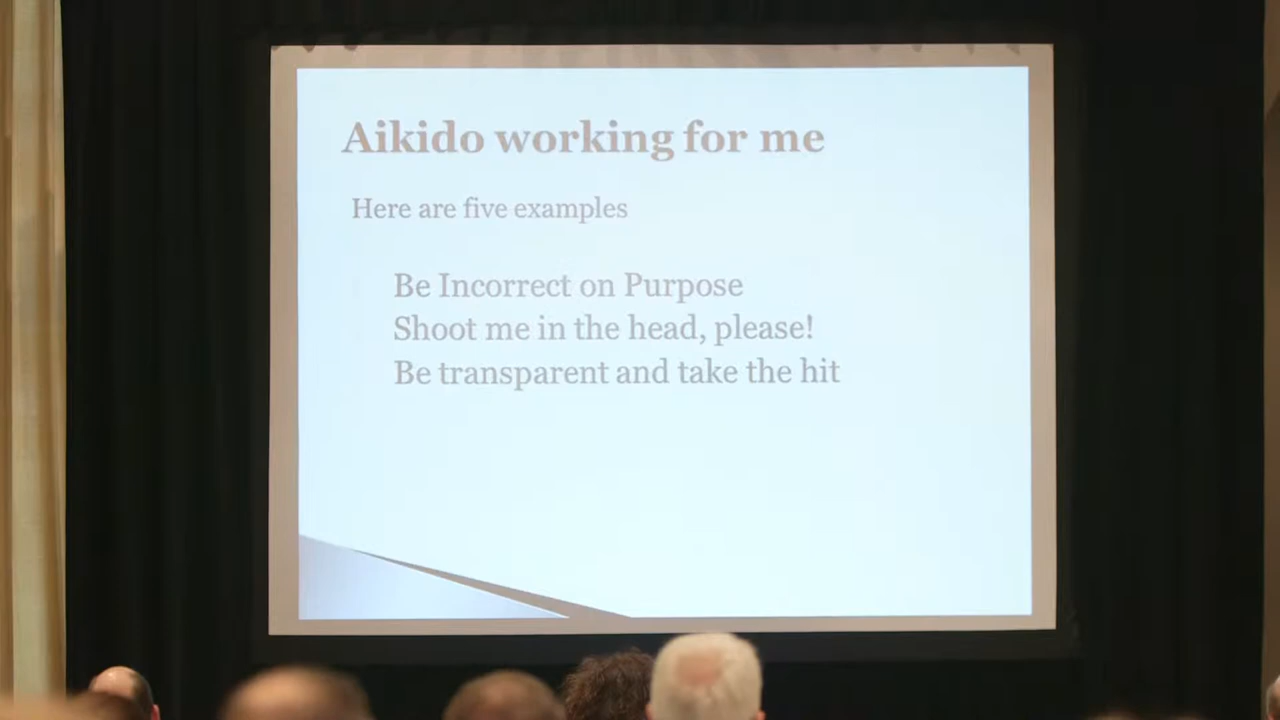 Aikido working for me
Here are five examples
Be Incorrect on Purpose
Shoot me in the head, please!
Be transparent and take the hit